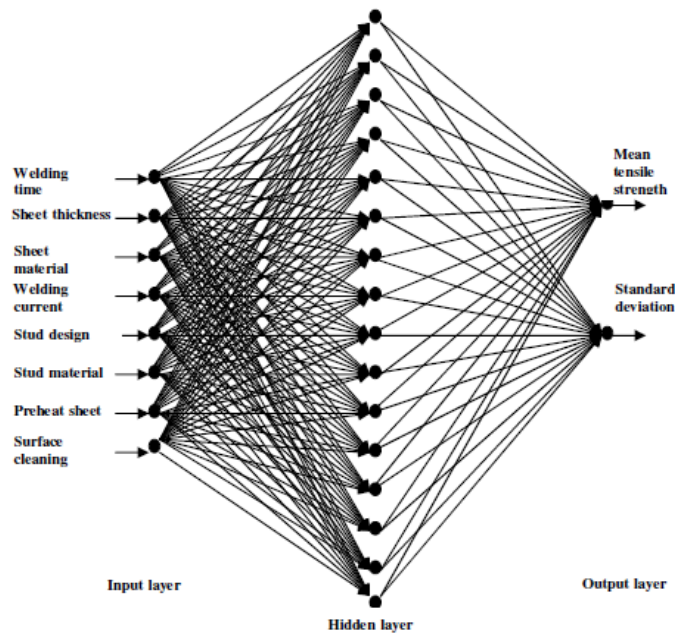 Welding
time
Sheet thickness
Sheet
material
Welding
current
Stud design
Stud material
Preheat sheet
Surface
cleaning
Input layer
Hidden layer
Mean
tensile
strength
Standard
deviation
Output layer